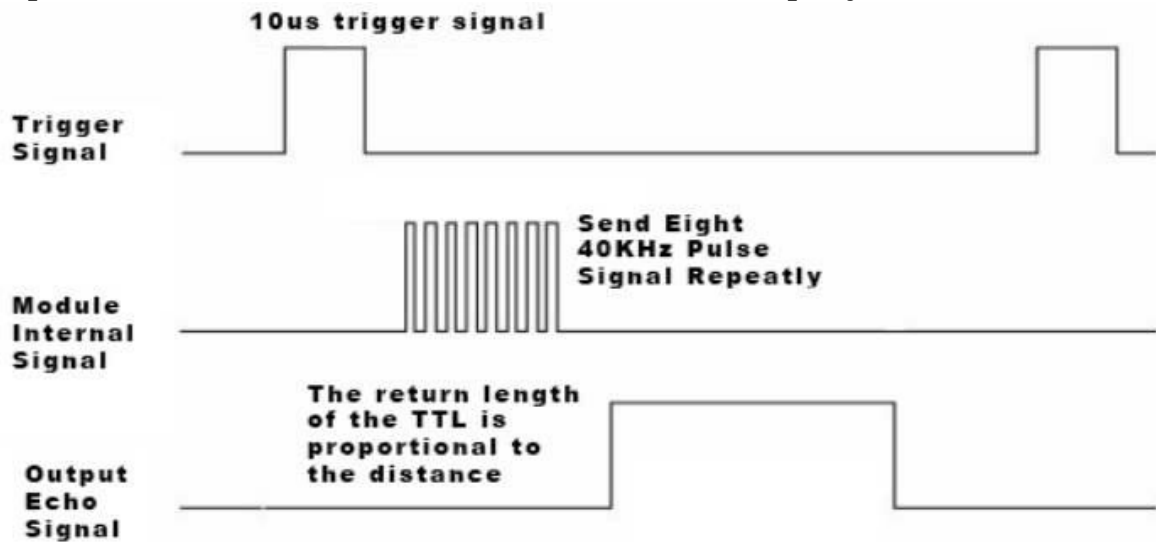 10us trigger signal
Trigger
Signal
Send Eight
40KHz Pulse
Signal Repeatly
Module
Internal
Signal
The return length
of the TTL is
proportional to
the distance
Output
Echo
Signal